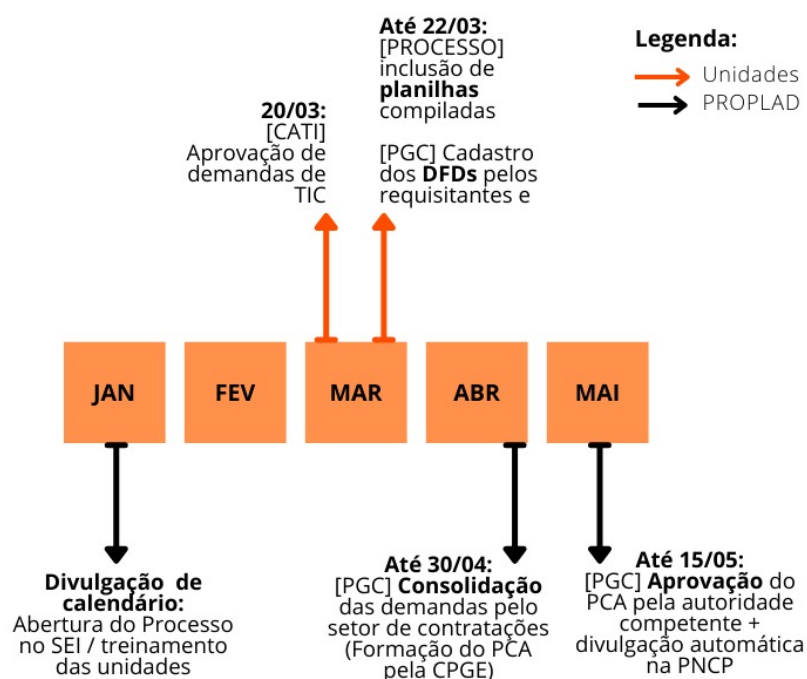 Até 22/03:
[PROCESSO]
inclusão de
planilhas
compiladas
[PGC] Cadastro
dos DFDs pelos
requisitantes e
Legenda:
Unidades
PROPLAD
20/03:
[CATI]
Aprovação de
demandas de
TIC
JAN
FEV
MAR
ABR
MAI
Divulgação de
calendário:
Abertura do Processo
no SEI / treinamento
das unidades
Até 30/04:
[PGC] Consolidação
das demandas pelo
setor de contratações
(Formação do PCA
pela CPGE)
Até 15/05:
[PGC] Aprovação do
PCA pela autoridade
competente +
divulgação automática
na PNCP